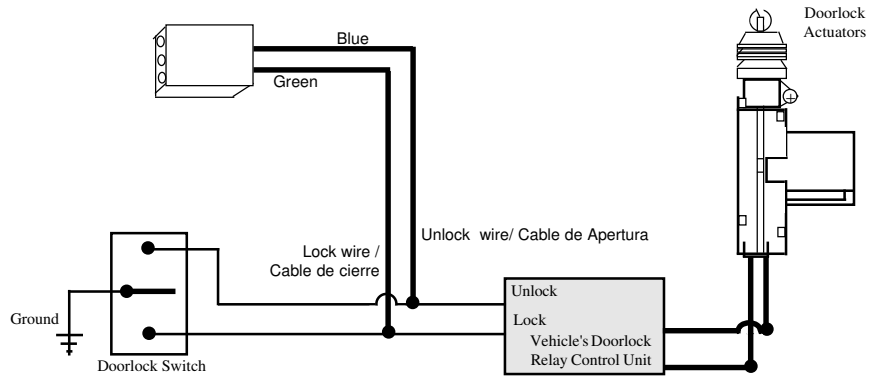 Doorlock
Actuators
Blue
Green
Unlock wire/ Cable de Apertura
Lock wire /
Cable de cierre
Unlock
Lock
Vehicle's Doorlock
Relay Control Unit
Ground
Doorlock Switch